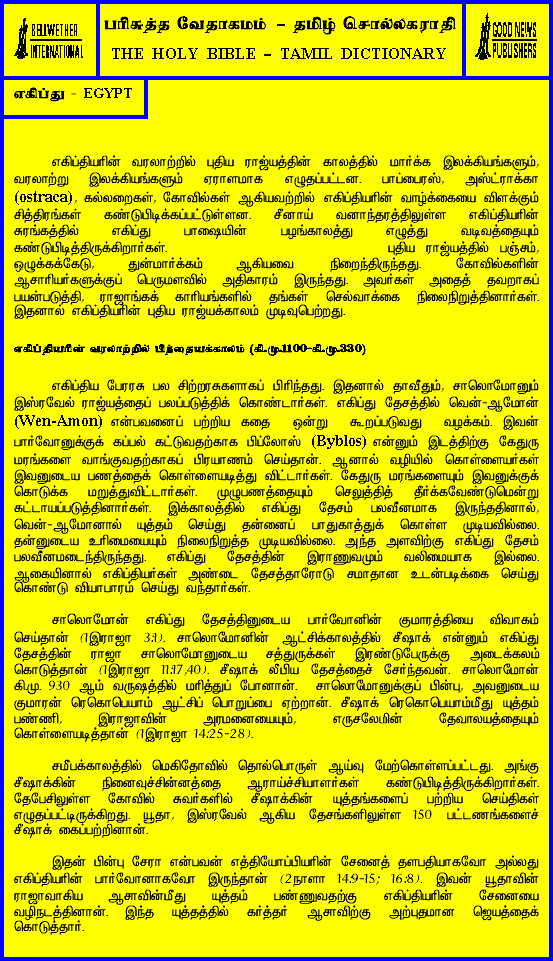 BELLWETHER
INTERNATIONAL
பரிசுத்த வேதாகமம் – தமிழ் சொல்லகராதி
THE HOLY BIBLE – TAMIL DICTIONARY
GOOD NEWS
PUBLISHERS
எகிப்து - EGYPT
எகிப்தியரின் வரலாற்றில் புதிய ராஜ்யத்தின் காலத்தில் மார்க்க இலக்கியங்களும்,
வரலாற்று இலக்கியங்களும் ஏராளமாக எழுதப்பட்டன. பாப்பைரஸ், அஸ்ட்ராக்கா
(ostraca), கல்லறைகள், கோவில்கள் ஆகியவற்றில் எகிப்தியரின் வாழ்க்கையை விளக்கும்
சித்திரங்கள் கண்டுபிடிக்கப்பட்டுள்ளன. சீனாய் வனாந்தரத்திலுள்ள எகிப்தியரின்
சுரங்கத்தில் எகிப்து பாஷையின் பழங்காலத்து எழுத்து வடிவத்தையும்
கண்டுபிடித்திருக்கிறார்கள். புதிய ராஜ்யத்தில் பஞ்சம்,
ஒழுக்கக்கேடு, துன்மார்க்கம் ஆகியவை நிறைந்திருந்தது. கோவில்களின்
ஆசாரியர்களுக்குப் பெருமளவில் அதிகாரம் இருந்தது. அவர்கள் அதைத் தவறாகப்
பயன்படுத்தி, ராஜாங்கக் காரியங்களில் தங்கள் செல்வாக்கை நிலைநிறுத்தினார்கள்.
இதனால் எகிப்தியரின் புதிய ராஜ்யக்காலம் முடிவுபெற்றது.
எகிப்தியரின் வரலாற்றில் பிந்தையக்காலம் (கி.மு.1100-கி.மு.330)
எகிப்திய பேரரசு பல சிற்றரசுகளாகப் பிரிந்தது. இதனால் தாவீதும், சாலொமோனும்
இஸ்ரவேல் ராஜ்யத்தைப் பலப்படுத்திக் கொண்டார்கள். எகிப்து தேசத்தில் வென்-ஆமோன்
(Wen-Amon) என்பவனைப் பற்றிய கதை ஒன்று கூறப்படுவது வழக்கம். இவன்
பார்வோனுக்குக் கப்பல் கட்டுவதற்காக பிப்லோஸ் (Byblos) என்னும் இடத்திற்கு கேதுரு
மரங்களை வாங்குவதற்காகப் பிரயாணம் செய்தான். ஆனால் வழியில் கொள்ளையர்கள்
இவனுடைய பணத்தைக் கொள்ளையடித்து விட்டார்கள். கேதுரு மரங்களையும் இவனுக்குக்
கொடுக்க மறுத்துவிட்டார்கள். முழுபணத்தையும் செலுத்தித் தீர்க்கவேண்டுமென்று
கட்டாயப்படுத்தினார்கள். இக்காலத்தில் எகிப்து தேசம் பலவீனமாக இருந்ததினால்,
வென்-ஆமோனால் யுத்தம் செய்து தன்னைப் பாதுகாத்துக் கொள்ள முடியவில்லை.
தன்னுடைய உரிமையையும் நிலைநிறுத்த முடியவில்லை. அந்த அளவிற்கு எகிப்து தேசம்
பலவீனமடைந்திருந்தது. எகிப்து தேசத்தின் இராணுவமும் வலிமையாக இல்லை.
ஆகையினால் எகிப்தியர்கள் அண்டை தேசத்தாரோடு சமாதான உடன்படிக்கை செய்து
கொண்டு வியாபாரம் செய்து வந்தார்கள்.
சாலொமோன் எகிப்து தேசத்தினுடைய பார்வோனின் குமாரத்தியை விவாகம்
செய்தான் (1இராஜா 3:1). சாலொமோனின் ஆட்சிக்காலத்தில் சீஷாக் என்னும் எகிப்து
தேசத்தின் ராஜா சாலொமோனுடைய சத்துருக்கள் இரண்டுபேருக்கு அடைக்கலம்
கொடுத்தான் (1இராஜா 11:17,40). சீஷாக் லீபிய தேசத்தைச் சேர்ந்தவன். சாலொமோன்
கி.மு. 930 ஆம் வருஷத்தில் மரித்துப் போனான். சாலொமோனுக்குப் பின்பு, அவனுடைய
குமாரன் ரெகொபெயாம் ஆட்சிப் பொறுப்பை ஏற்றான். சீஷாக் ரெகொபெயாம்மீது யுத்தம்
பண்ணி, இராஜாவின் அரமனையையும், எருசலேமின் தேவாலயத்தையும்
கொள்ளையடித்தான் (1இராஜா 14:25-28).
சமீபக்காலத்தில் மெகிதோவில் தொல்பொருள் ஆய்வு மேற்கொள்ளப்பட்டது. அங்கு
சீஷாக்கின் நினைவுச்சின்னத்தை ஆராய்ச்சியாளர்கள் கண்டுபிடித்திருக்கிறார்கள்.
தேபேசிலுள்ள கோவில் சுவர்களில் சீஷாக்கின் யுத்தங்களைப் பற்றிய செய்திகள்
எழுதப்பட்டிருக்கிறது. யூதா, இஸ்ரவேல் ஆகிய தேசங்களிலுள்ள 150 பட்டணங்களைச்
சீஷாக் கைப்பற்றினான்.
இதன் பின்பு சேரா என்பவன் எத்தியோப்பியரின் சேனைத் தளபதியாகவோ அல்லது
எகிப்தியரின் பார்வோனாகவோ இருந்தான் (2நாளா 14:9-15; 16:8). இவன் யூதாவின்
ராஜாவாகிய ஆசாவின்மீது யுத்தம் பண்ணுவதற்கு எகிப்தியரின் சேனையை
வழிநடத்தினான். இந்த யுத்தத்தில் கர்த்தர் ஆசாவிற்கு அற்புதமான ஜெயத்தைக்
கொடுத்தார்.